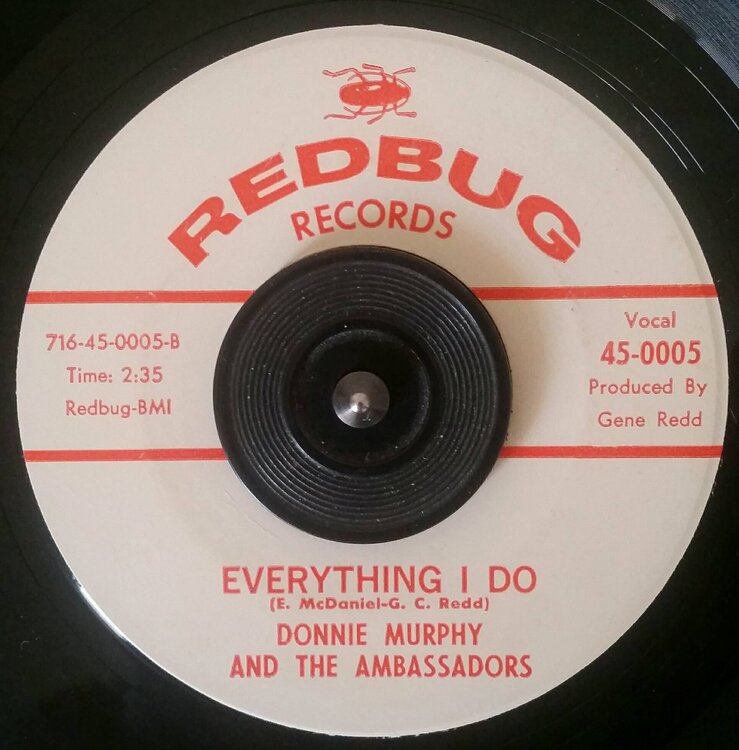 REDBUG
RECORDS
716-45-0005-B
Time: 2:35
Redbug-BMI
Vocal
45-0005
Produced By
Gene Redd
EVERYTHING I DO
(E. McDaniel-G. C. Redd)
DONNIE MURPHY
AND THE AMBASSADORS